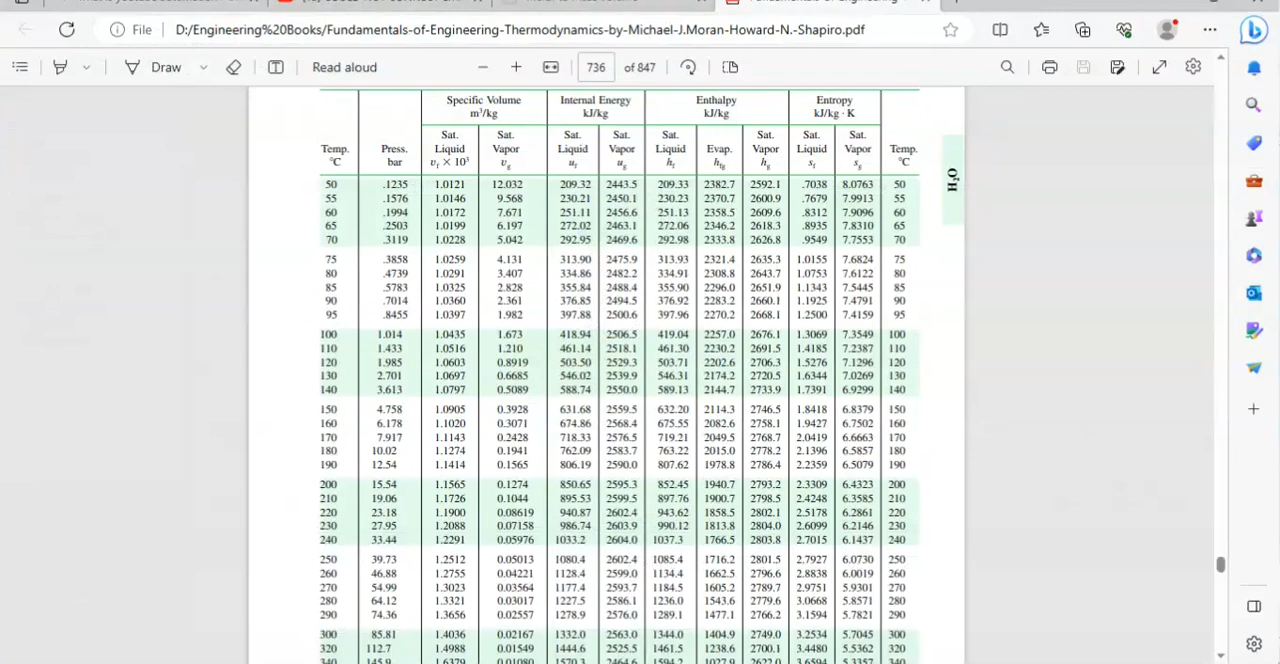 File D:/Engineering%20Books/Fundamentals-of-Engineering-Thermodynamics-by-Michael-J.Moran-Howard-N.-Shapiro.pdf
Draw Read aloud 736 of 847
Specific Volume Internal Energy Enthalpy Entropy
m³/kg kJ/kg kJ/kg kJ/kg · K
Sat. Sat. Sat. Sat. Sat. Sat. Sat. Sat.
Temp. Press. Liquid Vapor Liquid Vapor Liquid Evap. Vapor Liquid Vapor Temp.
°C bar vf × 10³ vg uf ug hf hfg hg sf sg °C
H₂O
50 .1235 1.0121 12.032 209.32 2443.5 209.33 2382.7 2592.1 .7038 8.0763 50
55 .1576 1.0146 9.568 230.21 2450.1 230.23 2370.7 2600.9 .7679 7.9913 55
60 .1994 1.0172 7.671 251.11 2456.6 251.13 2358.5 2609.6 .8312 7.9096 60
65 .2503 1.0199 6.197 272.02 2463.1 272.06 2346.2 2618.3 .8935 7.8310 65
70 .3119 1.0228 5.042 292.95 2469.6 292.98 2333.8 2626.8 .9549 7.7553 70
75 .3858 1.0259 4.131 313.90 2475.9 313.93 2321.4 2635.3 1.0155 7.6824 75
80 .4739 1.0291 3.407 334.86 2482.2 334.91 2308.8 2643.7 1.0753 7.6122 80
85 .5783 1.0325 2.828 355.84 2488.4 355.90 2296.0 2651.9 1.1343 7.5445 85
90 .7014 1.0360 2.361 376.85 2494.5 376.92 2283.2 2660.1 1.1925 7.4791 90
95 .8455 1.0397 1.982 397.88 2500.6 397.96 2270.2 2668.1 1.2500 7.4159 95
100 1.014 1.0435 1.673 418.94 2506.5 419.04 2257.0 2676.1 1.3069 7.3549 100
110 1.433 1.0516 1.210 461.14 2518.1 461.30 2230.2 2691.5 1.4185 7.2387 110
120 1.985 1.0603 0.8919 503.50 2529.3 503.71 2202.6 2706.3 1.5276 7.1296 120
130 2.701 1.0697 0.6685 546.02 2539.9 546.31 2174.2 2720.5 1.6344 7.0269 130
140 3.613 1.0797 0.5089 588.74 2550.0 589.13 2144.7 2733.9 1.7391 6.9299 140
150 4.758 1.0905 0.3928 631.68 2559.5 632.20 2114.3 2746.5 1.8418 6.8379 150
160 6.178 1.1020 0.3071 674.86 2568.4 675.55 2082.6 2758.1 1.9427 6.7502 160
170 7.917 1.1143 0.2428 718.33 2576.5 719.21 2049.5 2768.7 2.0419 6.6663 170
180 10.02 1.1274 0.1941 762.09 2583.7 763.22 2015.0 2778.2 2.1396 6.5857 180
190 12.54 1.1414 0.1565 806.19 2590.0 807.62 1978.8 2786.4 2.2359 6.5079 190
200 15.54 1.1565 0.1274 850.65 2595.3 852.45 1940.7 2793.2 2.3309 6.4323 200
210 19.06 1.1726 0.1044 895.53 2599.5 897.76 1900.7 2798.5 2.4248 6.3585 210
220 23.18 1.1900 0.08619 940.87 2602.4 943.62 1858.5 2802.1 2.5178 6.2861 220
230 27.95 1.2088 0.07158 986.74 2603.9 990.12 1813.8 2804.0 2.6099 6.2146 230
240 33.44 1.2291 0.05976 1033.2 2604.0 1037.3 1766.5 2803.8 2.7015 6.1437 240
250 39.73 1.2512 0.05013 1080.4 2602.4 1085.4 1716.2 2801.5 2.7927 6.0730 250
260 46.88 1.2755 0.04221 1128.4 2599.0 1134.4 1662.5 2796.6 2.8838 6.0019 260
270 54.99 1.3023 0.03564 1177.4 2593.7 1184.5 1605.2 2789.7 2.9751 5.9301 270
280 64.12 1.3321 0.03017 1227.5 2586.1 1236.0 1543.6 2779.6 3.0668 5.8571 280
290 74.36 1.3656 0.02557 1278.9 2576.0 1289.1 1477.1 2766.2 3.1594 5.7821 290
300 85.81 1.4036 0.02167 1332.0 2563.0 1344.0 1404.9 2749.0 3.2534 5.7045 300
320 112.7 1.4988 0.01549 1444.6 2525.5 1461.5 1238.6 2700.1 3.4480 5.5362 320